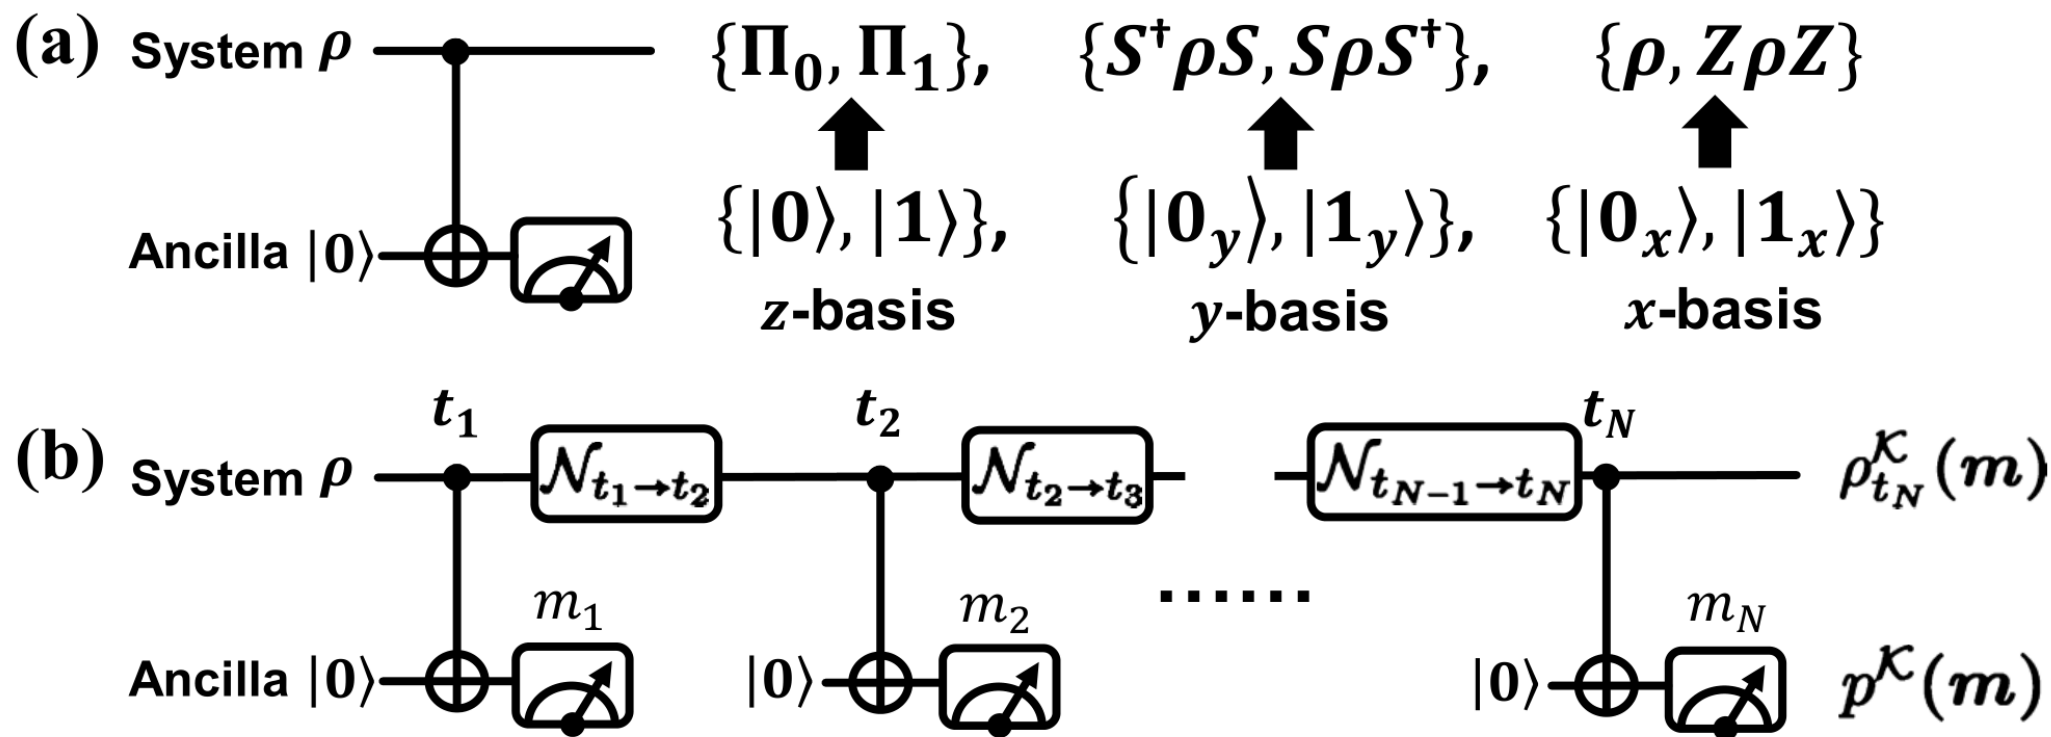 (a) System ρ {Π₀, Π₁}, {S†ρS, SρS†}, {ρ, ZρZ}
Ancilla |0⟩ {|0⟩, |1⟩}, {|0_y⟩, |1_y⟩}, {|0_x⟩, |1_x⟩}
z-basis y-basis x-basis
t₁ t₂ t_N
(b) System ρ 𝒩_{t₁→t₂} 𝒩_{t₂→t₃} 𝒩_{t_{N−1}→t_N} ρ^𝒦_{t_N}(m)
m₁ m₂ ...... m_N
Ancilla |0⟩ |0⟩ |0⟩ p^𝒦(m)